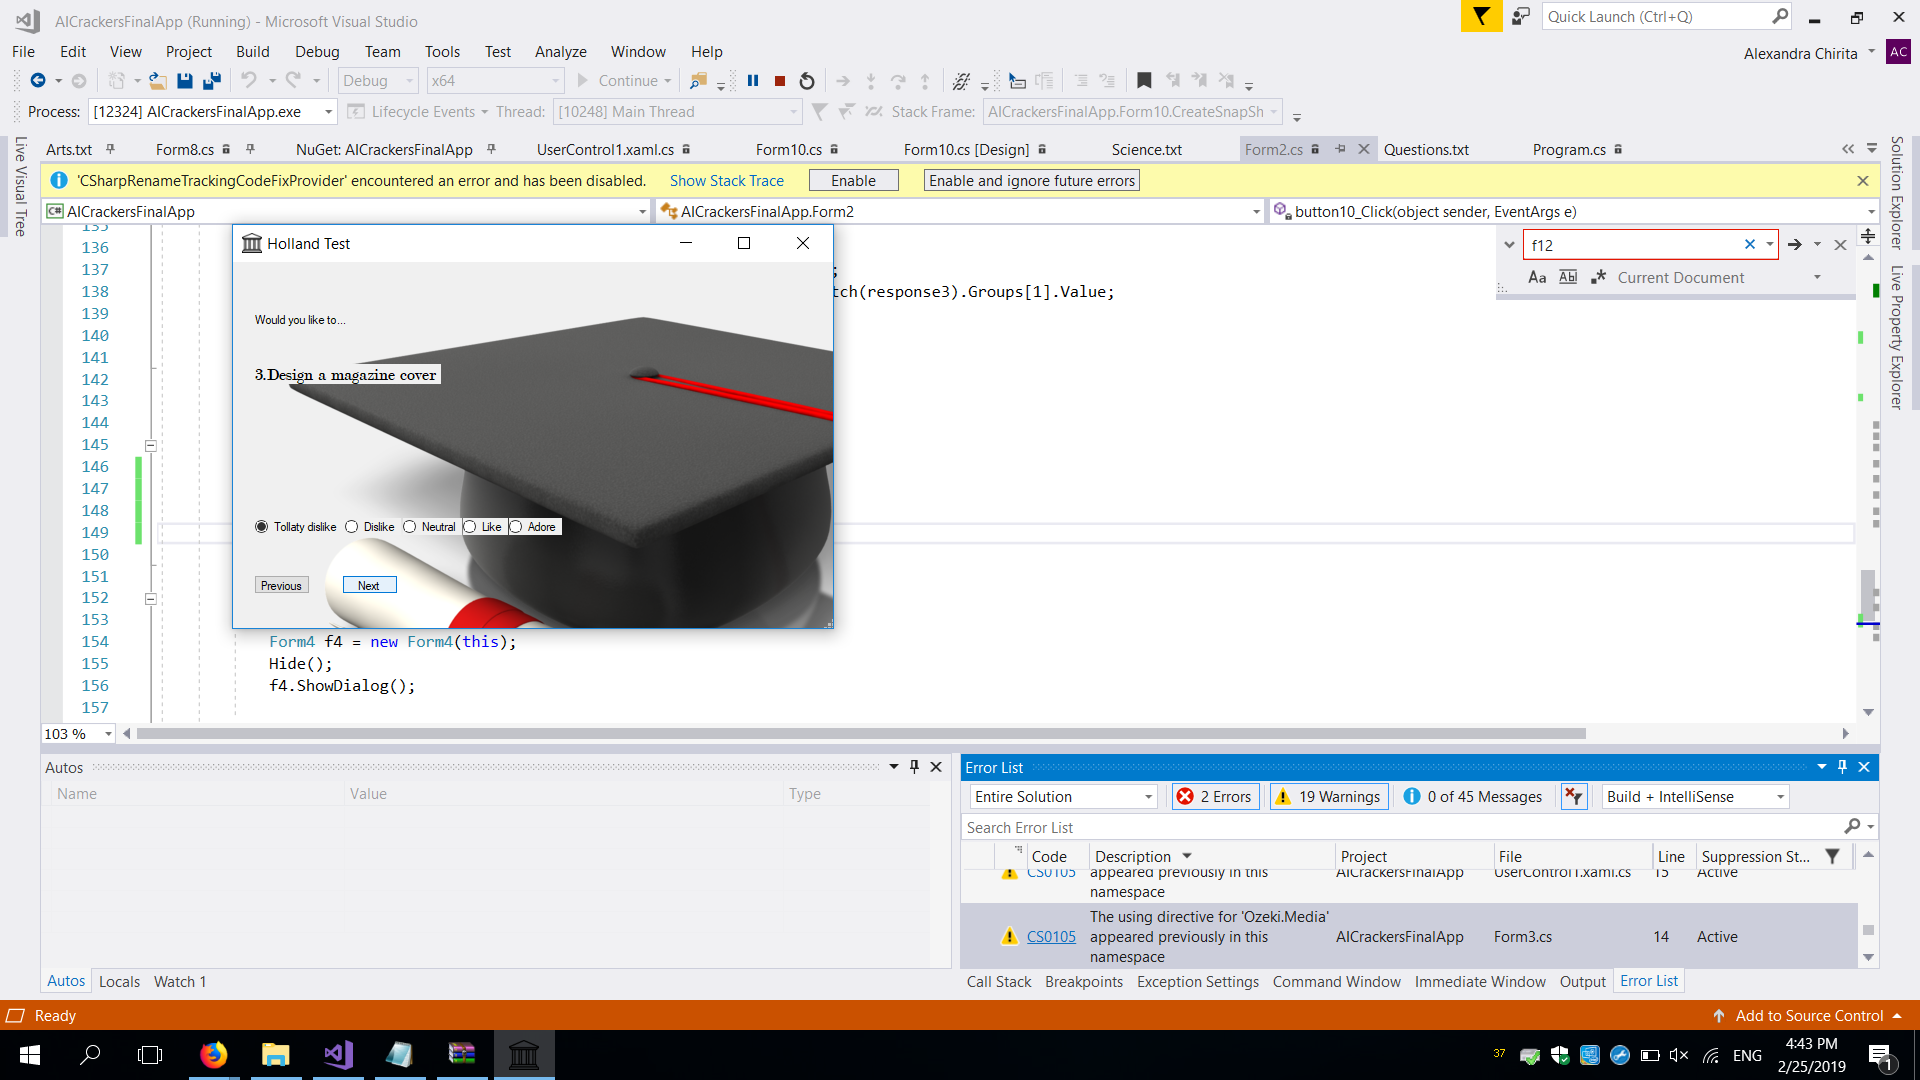 AICrackersFinalApp (Running) - Microsoft Visual Studio
Quick Launch (Ctrl+Q)
File Edit View Project Build Debug Team Tools Test Analyze Window Help
Alexandra Chirita AC
Debug x64 Continue
Process: [12324] AICrackersFinalApp.exe Lifecycle Events Thread: [10248] Main Thread Stack Frame: AICrackersFinalApp.Form10.CreateSnapSh
Live Visual Tree
Arts.txt Form8.cs NuGet: AICrackersFinalApp UserControl1.xaml.cs Form10.cs Form10.cs [Design] Science.txt Form2.cs Questions.txt Program.cs
Solution Explorer
Live Property Explorer
'CSharpRenameTrackingCodeFixProvider' encountered an error and has been disabled. Show Stack Trace Enable Enable and ignore future errors
C# AICrackersFinalApp AICrackersFinalApp.Form2 button10_Click(object sender, EventArgs e)
f12
Aa Abl Current Document
135
136
137 ;
138 tch(response3).Groups[1].Value;
139
140
141
142
143
144
145
146
147
148
149
150
151
152
153
154 Form4 f4 = new Form4(this);
155 Hide();
156 f4.ShowDialog();
157
Holland Test
Would you like to...
3.Design a magazine cover
Tollaty dislike Dislike Neutral Like Adore
Previous Next
103 %
Autos
Name Value Type
Autos Locals Watch 1
Error List
Entire Solution 2 Errors 19 Warnings 0 of 45 Messages Build + IntelliSense
Search Error List
Code Description Project File Line Suppression St...
CS0105 appeared previously in this AICrackersFinalApp UserControl1.xaml.cs 15 Active
namespace
The using directive for 'Ozeki.Media'
CS0105 appeared previously in this AICrackersFinalApp Form3.cs 14 Active
namespace
Call Stack Breakpoints Exception Settings Command Window Immediate Window Output Error List
Ready
Add to Source Control
37 ENG 4:43 PM
2/25/2019
1